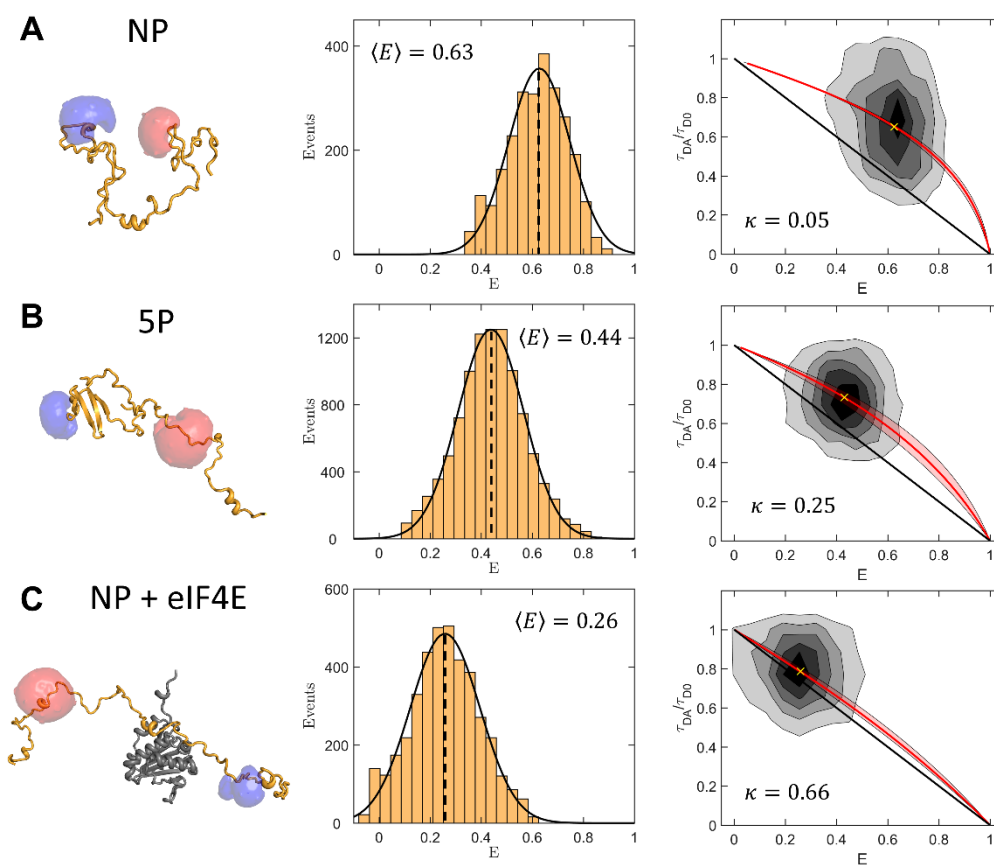 A
NP
⟨E⟩ = 0.63
Events
400
200
0
0
0.2
0.4
0.6
0.8
1
E
τDA/τD0
1
0.8
0.6
0.4
0.2
0
κ = 0.05
0
0.2
0.4
0.6
0.8
1
E
B
5P
⟨E⟩ = 0.44
Events
1200
900
600
300
0
0
0.2
0.4
0.6
0.8
1
E
τDA/τD0
1
0.8
0.6
0.4
0.2
0
κ = 0.25
0
0.2
0.4
0.6
0.8
1
E
C
NP + eIF4E
⟨E⟩ = 0.26
Events
600
400
200
0
0
0.2
0.4
0.6
0.8
1
E
τDA/τD0
1
0.8
0.6
0.4
0.2
0
κ = 0.66
0
0.2
0.4
0.6
0.8
1
E